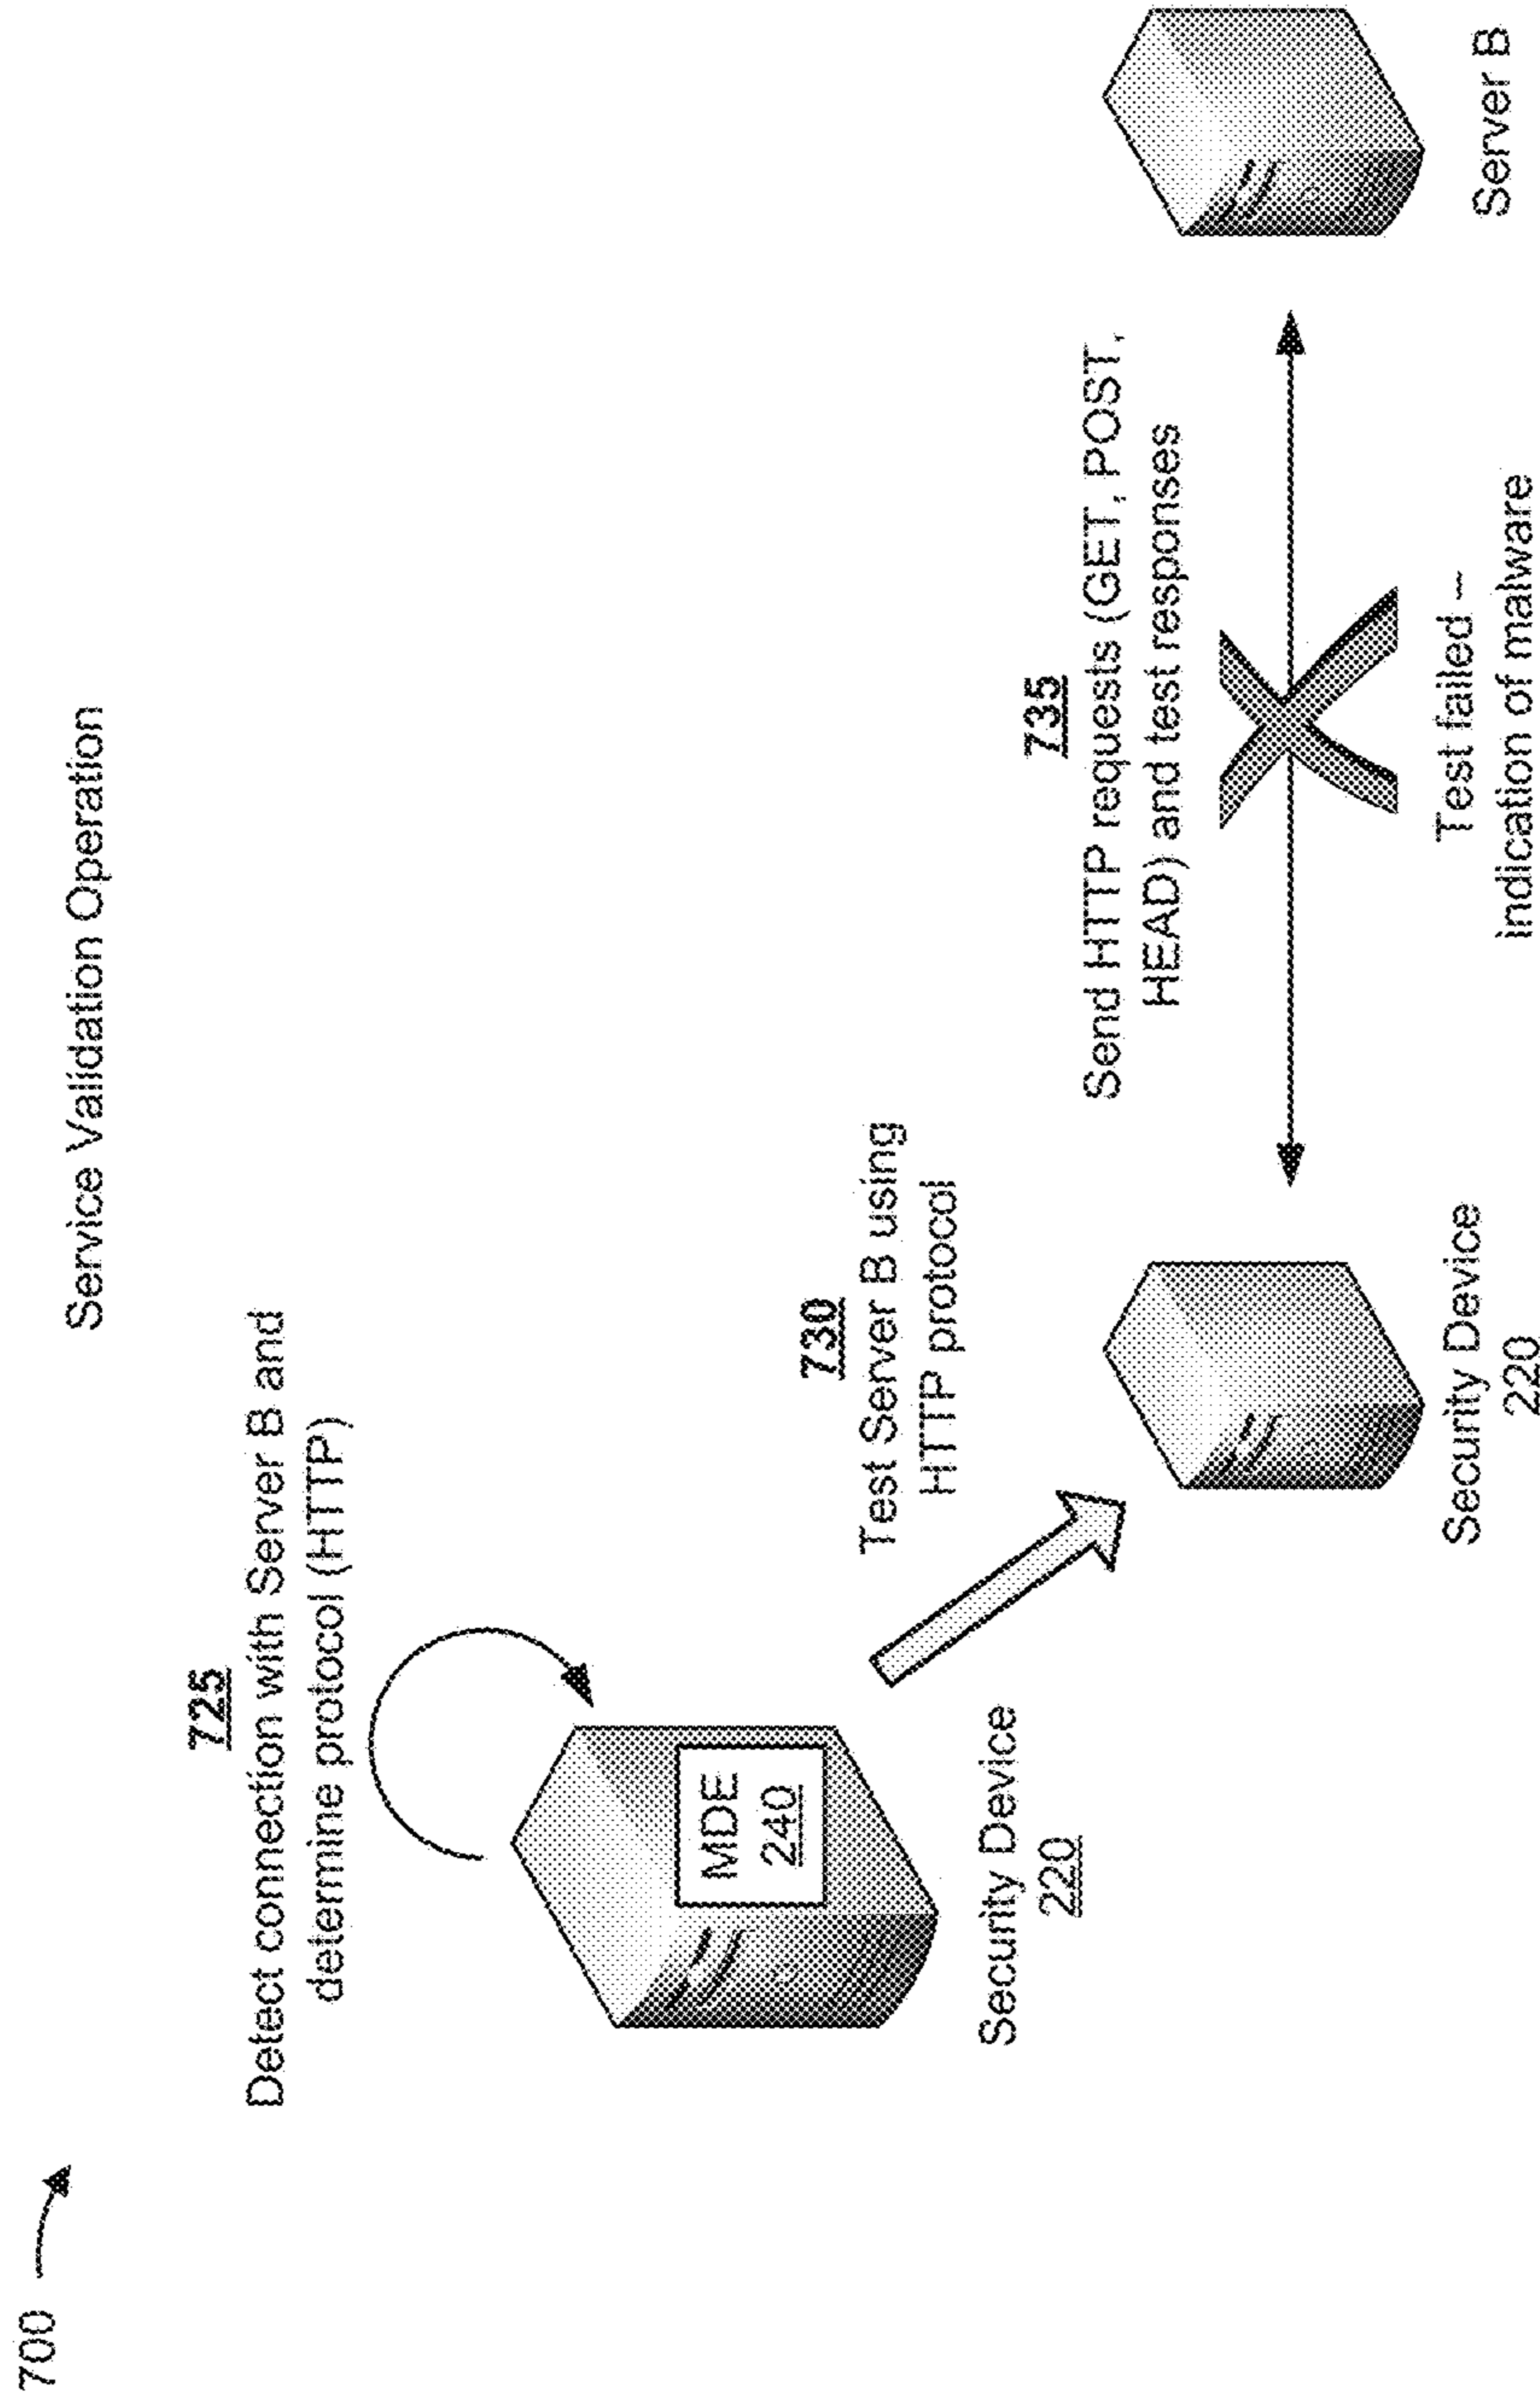 700
Service Validation Operation
725
Detect connection with Server B and
determine protocol (HTTP)
MDE
240
Security Device
220
730
Test Server B using
HTTP protocol
735
Send HTTP requests (GET, POST,
HEAD) and test responses
Test failed –
indication of malware
Security Device
220
Server B